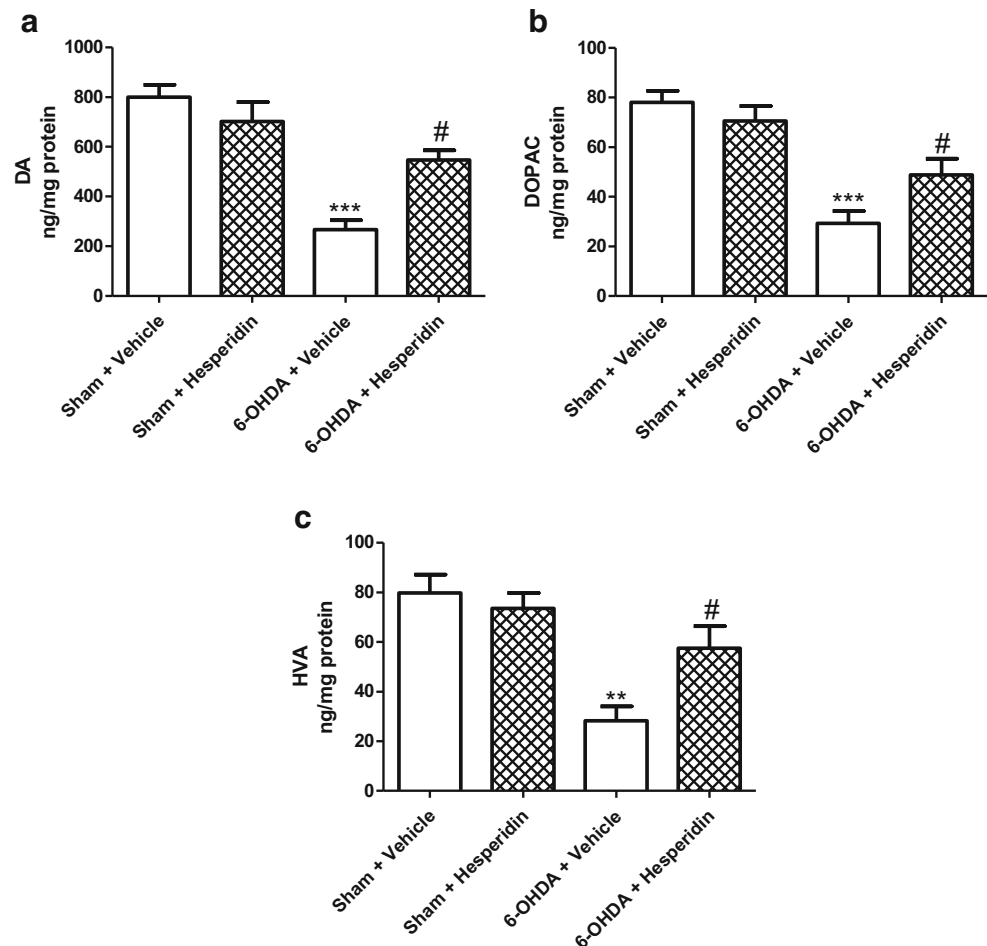 a
1000
800
600
400
200
0
DA
ng/mg protein
***
#
Sham + Vehicle
Sham + Hesperidin
6-OHDA + Vehicle
6-OHDA + Hesperidin
b
100
80
60
40
20
0
DOPAC
ng/mg protein
***
#
Sham + Vehicle
Sham + Hesperidin
6-OHDA + Vehicle
6-OHDA + Hesperidin
c
100
80
60
40
20
0
HVA
ng/mg protein
**
#
Sham + Vehicle
Sham + Hesperidin
6-OHDA + Vehicle
6-OHDA + Hesperidin